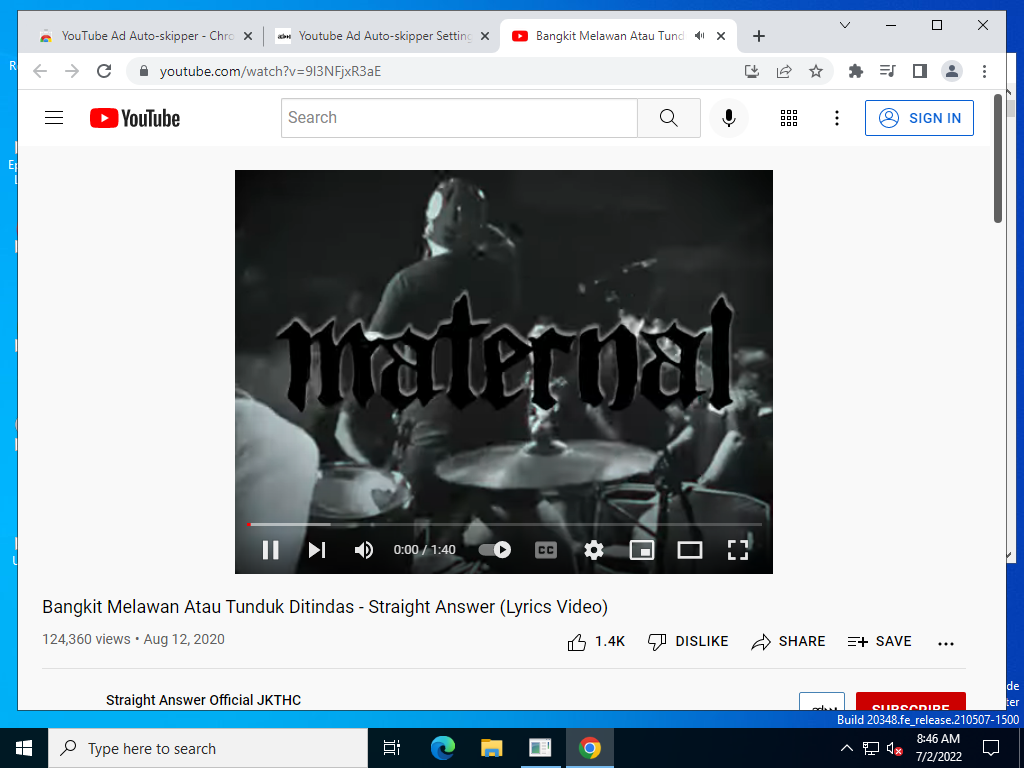 YouTube Ad Auto-skipper - Chro
Youtube Ad Auto-skipper Setting
Bangkit Melawan Atau Tund
youtube.com/watch?v=9I3NFjxR3aE
YouTube
Search
SIGN IN
maternal
0:00 / 1:40
CC
Bangkit Melawan Atau Tunduk Ditindas - Straight Answer (Lyrics Video)
124,360 views • Aug 12, 2020
1.4K
DISLIKE
SHARE
SAVE
Straight Answer Official JKTHC
SUBSCRIBE
Build 20348.fe_release.210507-1500
Type here to search
8:46 AM
7/2/2022